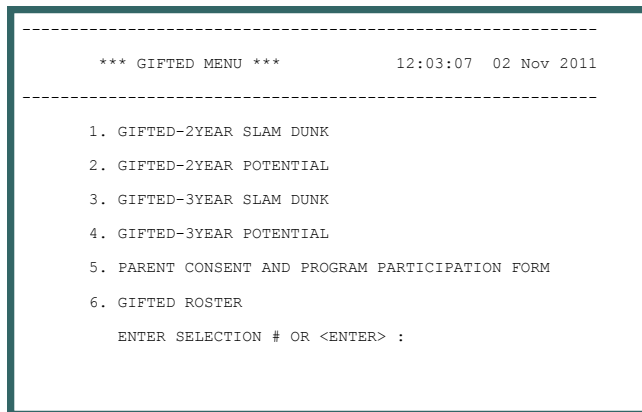 ------------------------------------------------------------
*** GIFTED MENU *** 12:03:07 02 Nov 2011
------------------------------------------------------------
1. GIFTED-2YEAR SLAM DUNK
2. GIFTED-2YEAR POTENTIAL
3. GIFTED-3YEAR SLAM DUNK
4. GIFTED-3YEAR POTENTIAL
5. PARENT CONSENT AND PROGRAM PARTICIPATION FORM
6. GIFTED ROSTER
ENTER SELECTION # OR <ENTER> :